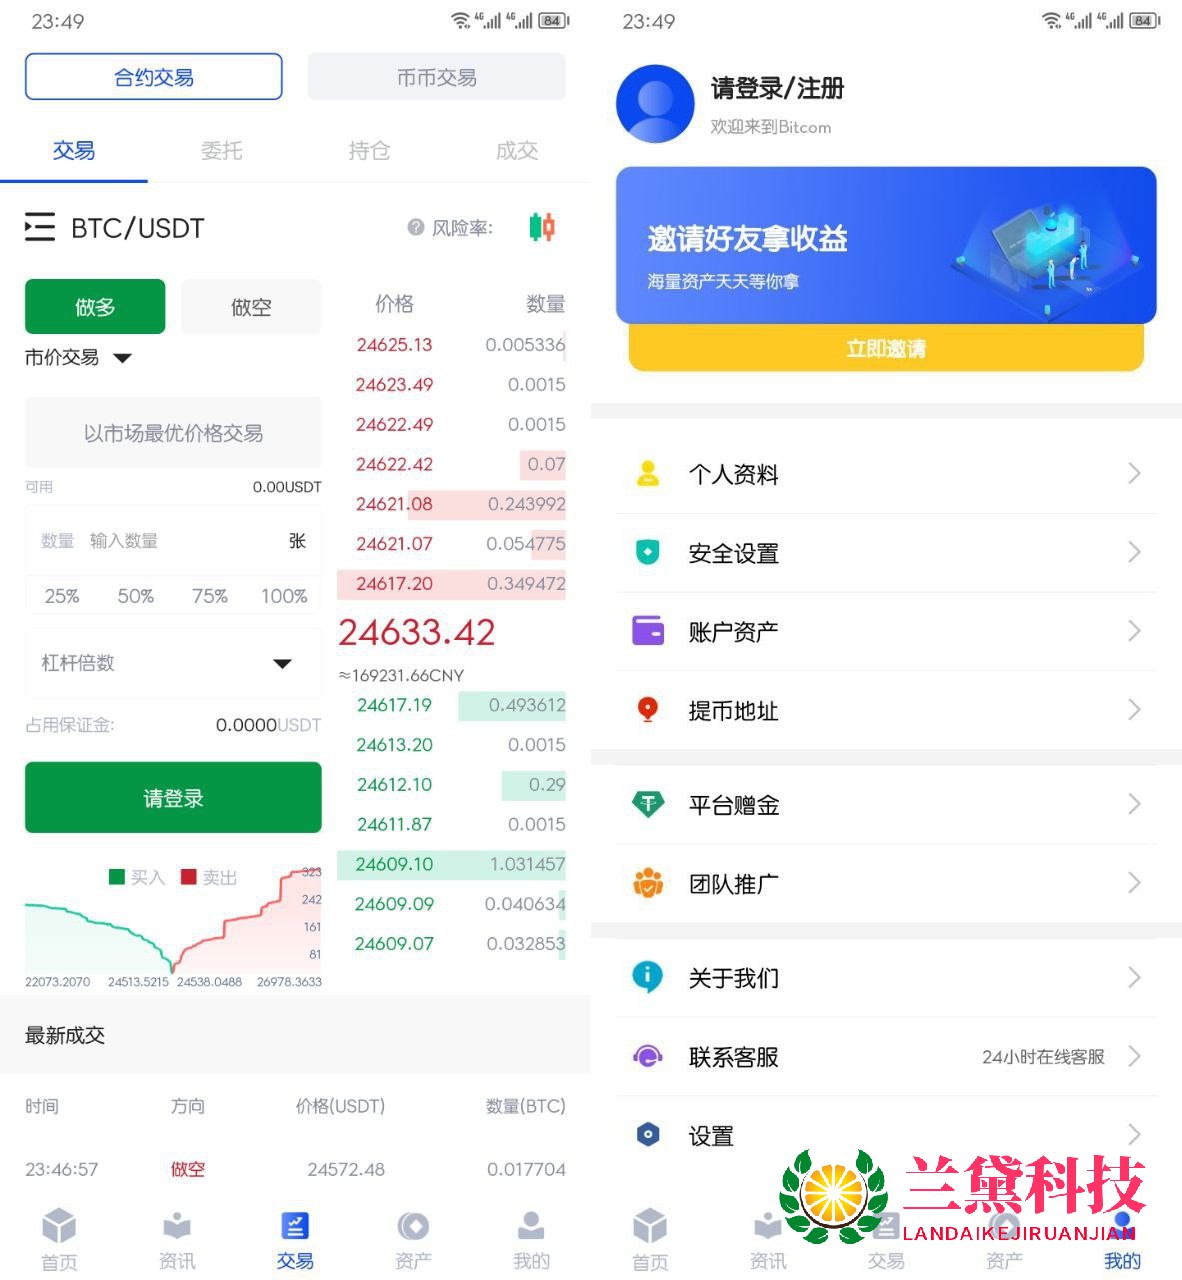 23:49
4G 4G 84
合约交易
币币交易
交易
委托
持仓
成交
BTC/USDT
风险率:
做多
做空
市价交易
以市场最优价格交易
可用
0.00USDT
数量 输入数量
张
25% 50% 75% 100%
杠杆倍数
占用保证金:
0.0000USDT
请登录
买入 卖出
323
242
161
81
22073.2070 24513.5215 24538.0488 26978.3633
价格 数量
24625.13 0.005336
24623.49 0.0015
24622.49 0.0015
24622.42 0.07
24621.08 0.243992
24621.07 0.054775
24617.20 0.349472
24633.42
≈169231.66CNY
24617.19 0.493612
24613.20 0.0015
24612.10 0.29
24611.87 0.0015
24609.10 1.031457
24609.09 0.040634
24609.07 0.032853
最新成交
时间 方向 价格(USDT) 数量(BTC)
23:46:57 做空 24572.48 0.017704
首页 资讯 交易 资产 我的
23:49
4G 4G 84
请登录/注册
欢迎来到Bitcom
邀请好友拿收益
海量资产天天等你拿
立即邀请
个人资料
安全设置
账户资产
提币地址
平台赠金
团队推广
关于我们
联系客服 24小时在线客服
设置
兰黛科技
LANDAIKEJIRUANJIAN
首页 资讯 交易 资产 我的